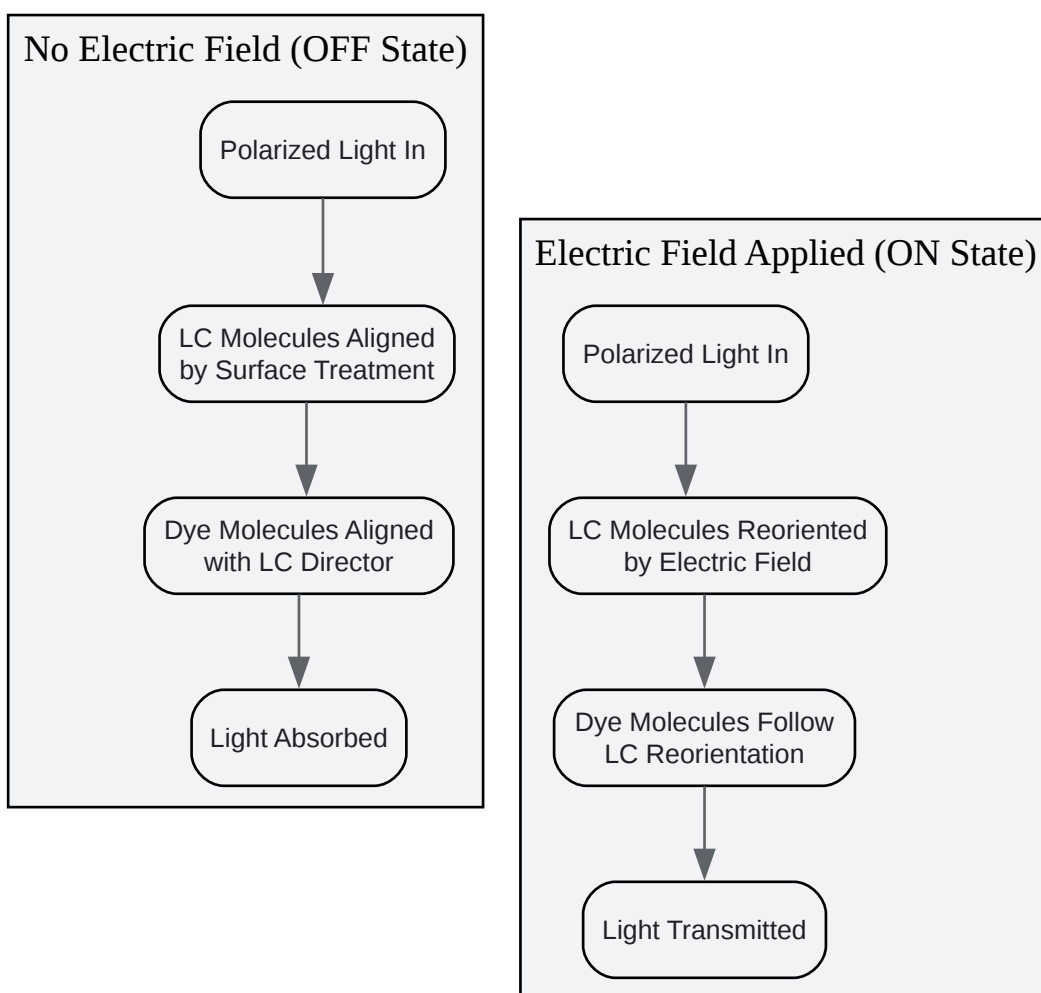 No Electric Field (OFF State)
Polarized Light In
LC Molecules Aligned
by Surface Treatment
Dye Molecules Aligned
with LC Director
Light Absorbed
Electric Field Applied (ON State)
Polarized Light In
LC Molecules Reoriented
by Electric Field
Dye Molecules Follow
LC Reorientation
Light Transmitted